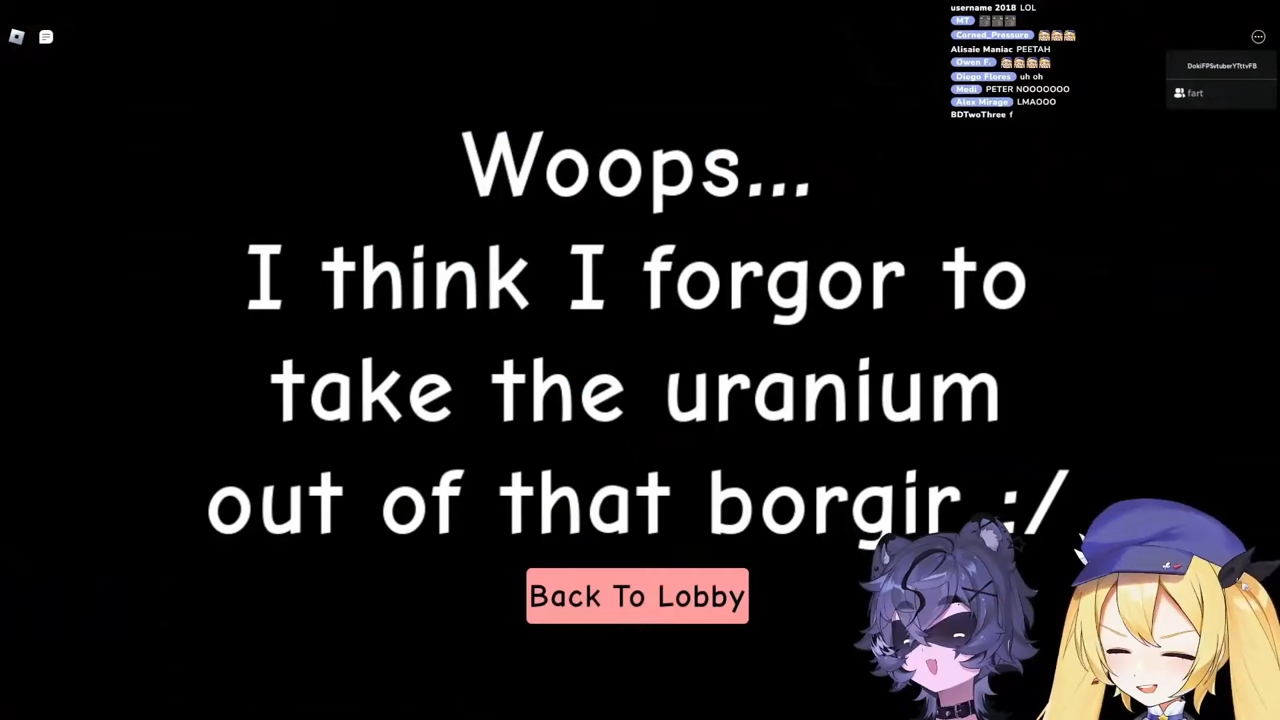 username 2018 LOL
MT
Corned_Pressure
Alisaie Maniac PEETAH
Owen F.
Diogo Flores uh oh
Medi PETER NOOOOOOO
Alex Mirage LMAOOO
BDTwoThree f
DokiFPSvtuberYTttvFB
fart
Woops...
I think I forgor to
take the uranium
out of that borgir :/
Back To Lobby